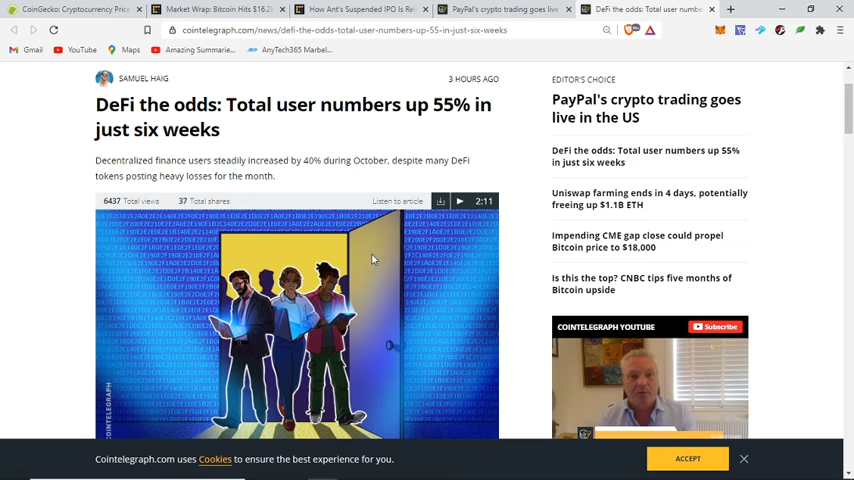 CoinGecko: Cryptocurrency Price
Market Wrap: Bitcoin Hits $16.2
How Ant's Suspended IPO Is Rel
PayPal's crypto trading goes live
DeFi the odds: Total user number
cointelegraph.com/news/defi-the-odds-total-user-numbers-up-55-in-just-six-weeks
Gmail
YouTube
Maps
Amazing Summarie...
AnyTech365 Marbel...
SAMUEL HAIG
3 HOURS AGO
DeFi the odds: Total user numbers up 55% in
just six weeks
Decentralized finance users steadily increased by 40% during October, despite many DeFi
tokens posting heavy losses for the month.
6437 Total views
37 Total shares
Listen to article
2:11
COINTELEGRAPH
EDITOR'S CHOICE
PayPal's crypto trading goes
live in the US
DeFi the odds: Total user numbers up 55%
in just six weeks
Uniswap farming ends in 4 days, potentially
freeing up $1.1B ETH
Impending CME gap close could propel
Bitcoin price to $18,000
Is this the top? CNBC tips five months of
Bitcoin upside
COINTELEGRAPH YOUTUBE
Subscribe
Cointelegraph.com uses Cookies to ensure the best experience for you.
ACCEPT